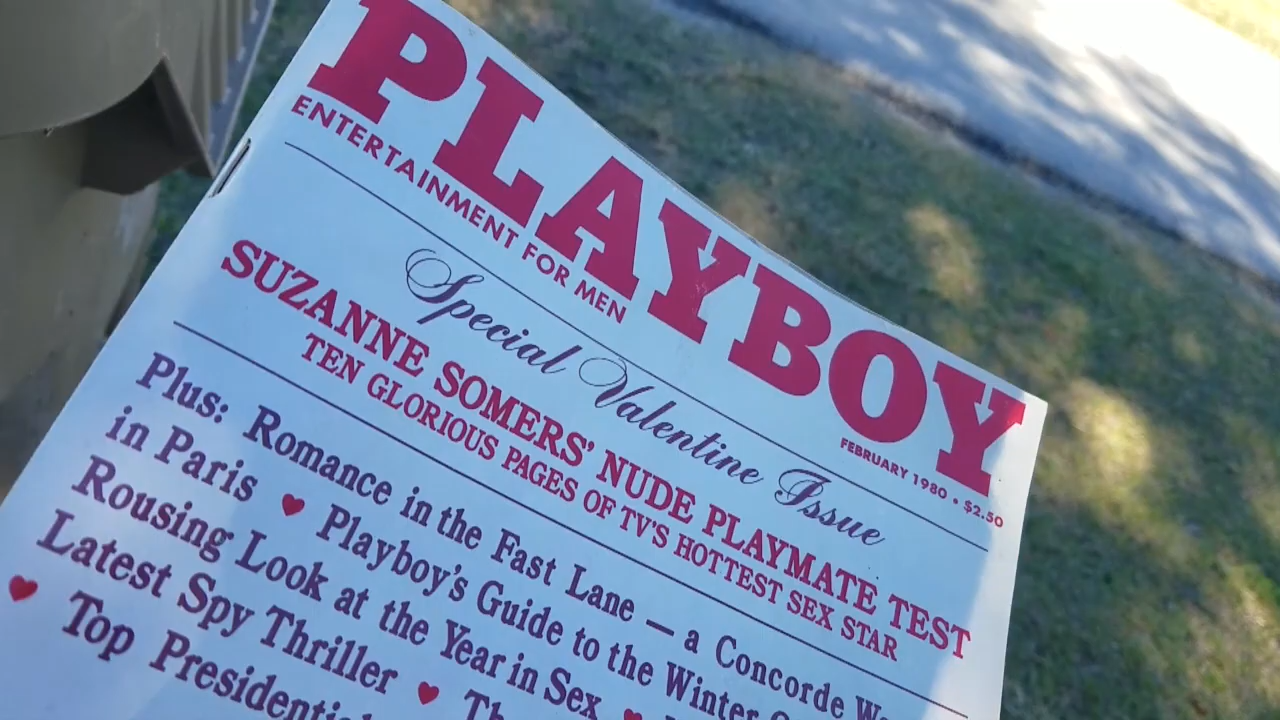 PLAYBOY
ENTERTAINMENT FOR MEN
FEBRUARY 1980 • $2.50
Special Valentine Issue
SUZANNE SOMERS' NUDE PLAYMATE TEST
TEN GLORIOUS PAGES OF TV'S HOTTEST SEX STAR
Plus: Romance in the Fast Lane — a Concorde
in Paris ♥ Playboy's Guide to the Winter
Rousing Look at the Year in Sex ♥
Latest Spy Thriller ♥
♥ Top